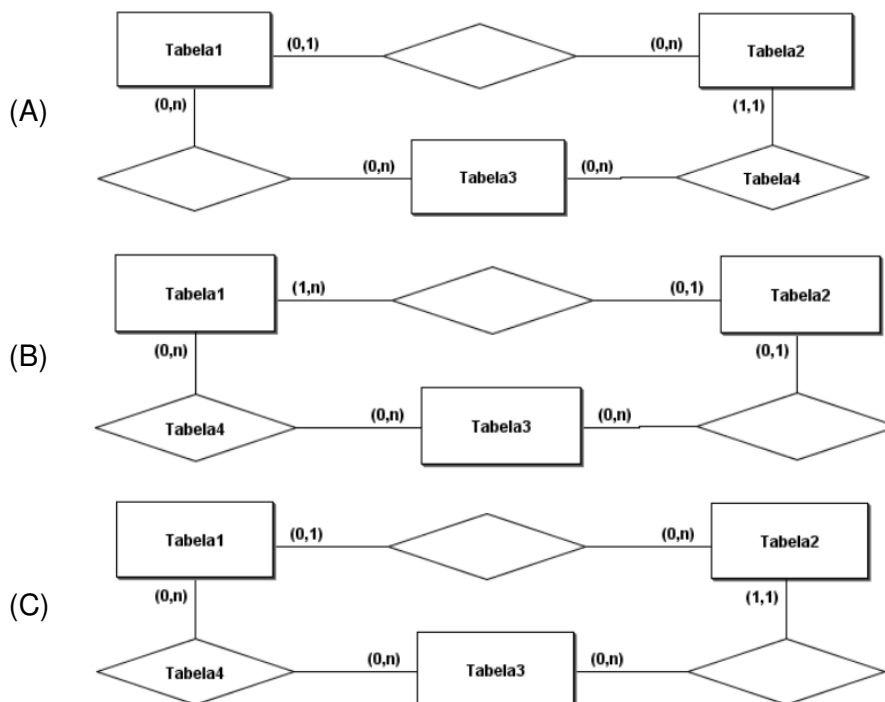 Tabela1 (0,1) (0,n) Tabela2
(0,n) (1,1)
(A)
(0,n) Tabela3 (0,n) Tabela4
Tabela1 (1,n) (0,1) Tabela2
(0,n) (0,1)
(B)
Tabela4 (0,n) Tabela3 (0,n)
Tabela1 (0,1) (0,n) Tabela2
(0,n) (1,1)
(C)
Tabela4 (0,n) Tabela3 (0,n)